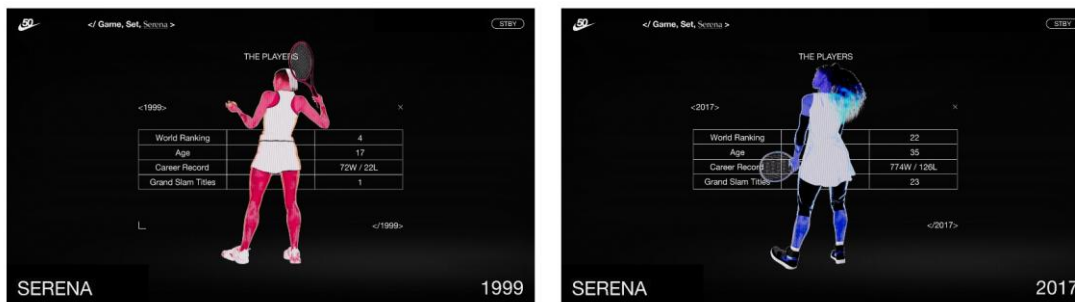 50
</ Game, Set, Serena >
STBY
THE PLAYERS
<1999>
×
World Ranking 4
Age 17
Career Record 72W / 22L
Grand Slam Titles 1
</1999>
SERENA
1999
50
</ Game, Set, Serena >
STBY
THE PLAYERS
<2017>
×
World Ranking 22
Age 35
Career Record 774W / 126L
Grand Slam Titles 23
</2017>
SERENA
2017